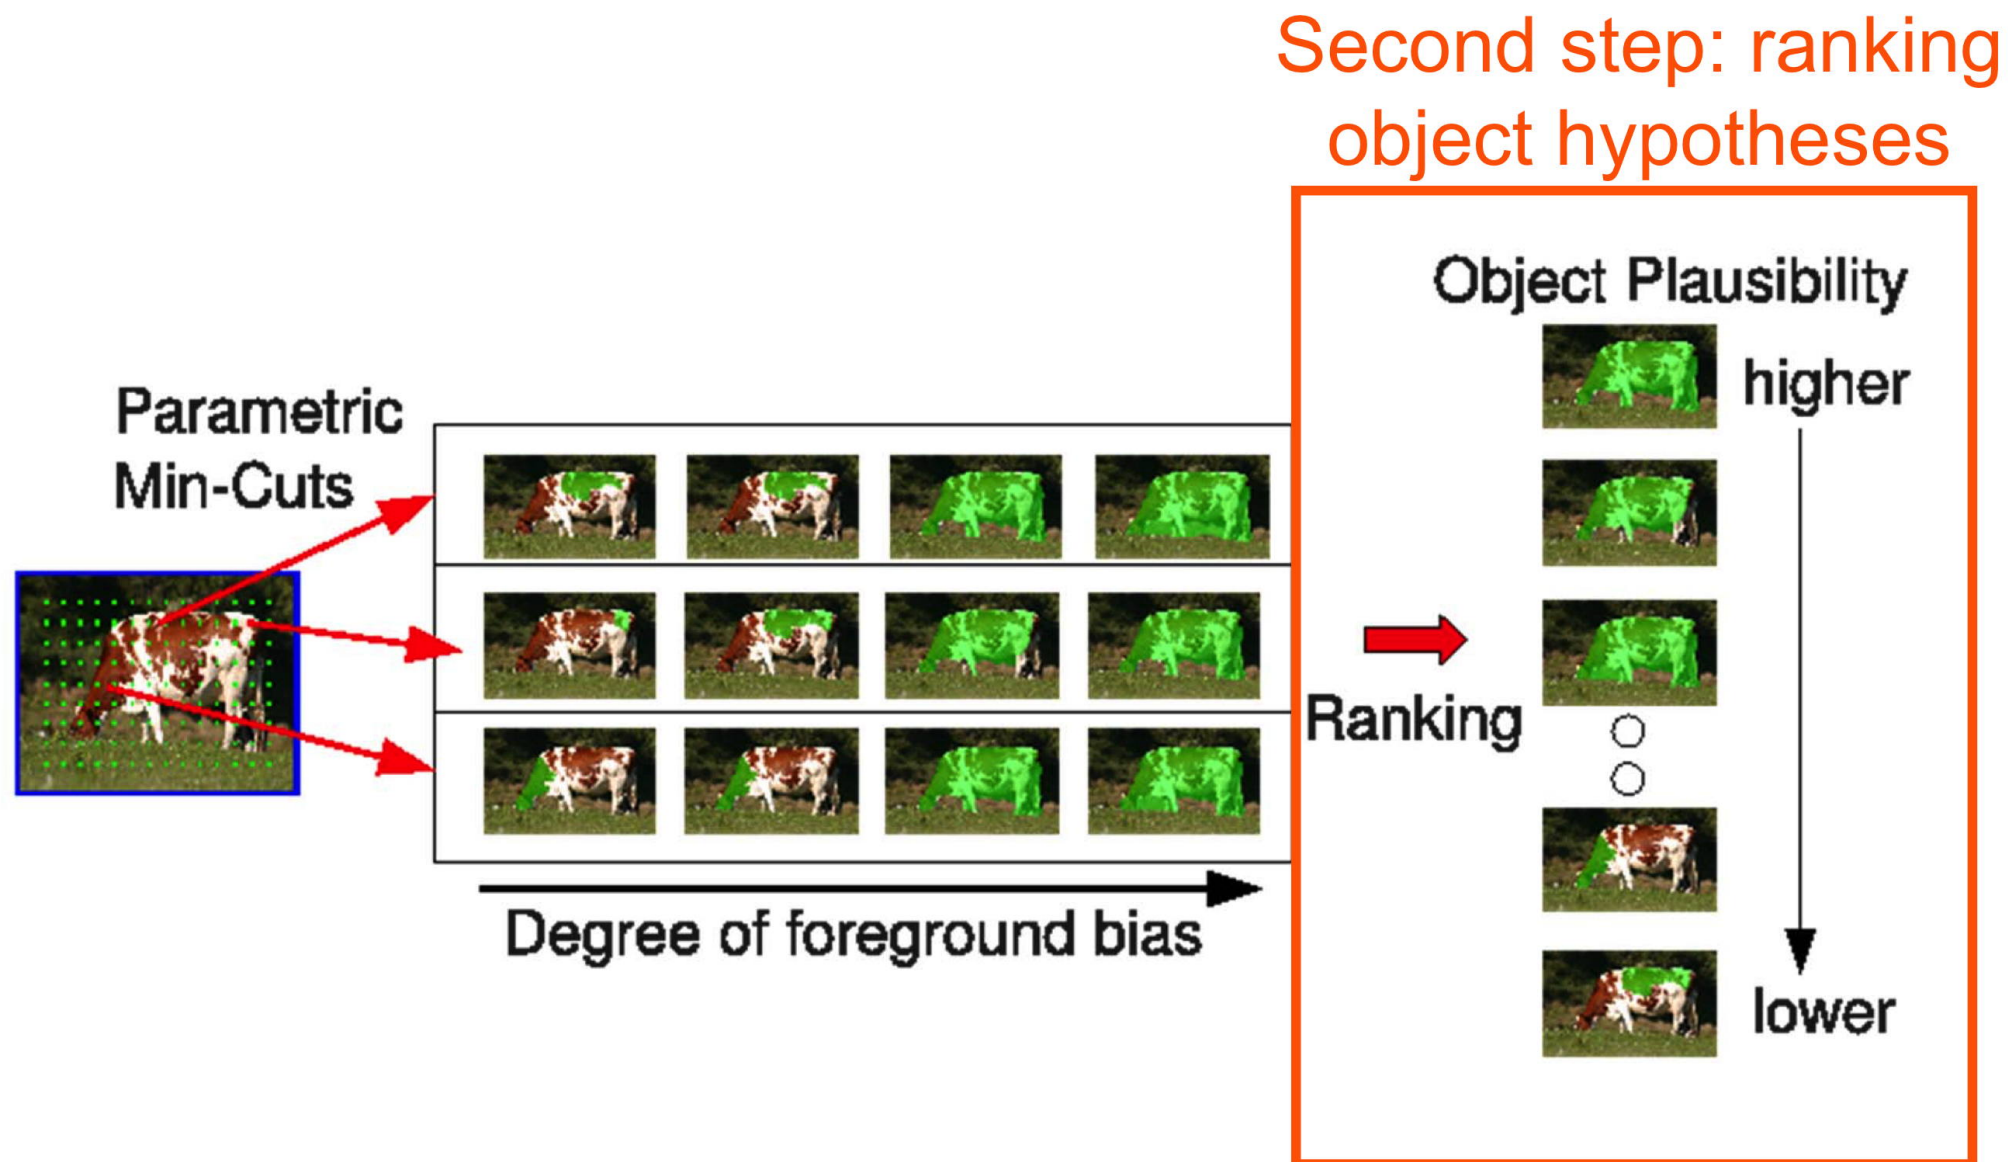 Second step: ranking
object hypotheses
Object Plausibility
higher
Parametric
Min-Cuts
Ranking
Degree of foreground bias
lower